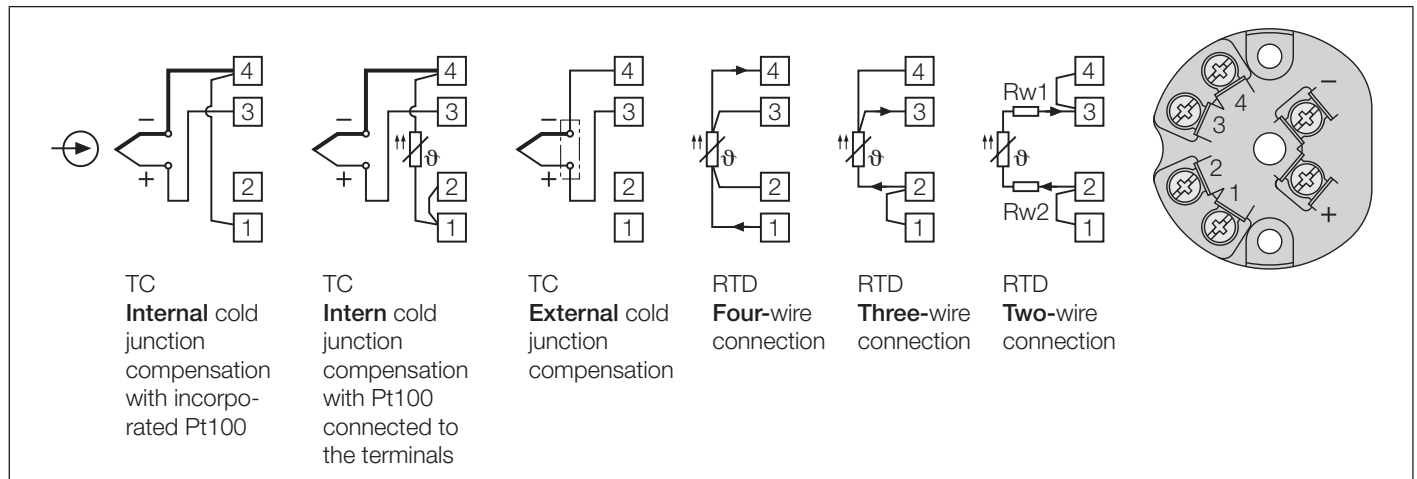 4
3
2
1
−
+
4
3
2
1
−
+
ϑ
4
3
2
1
−
+
4
3
2
1
ϑ
4
3
2
1
ϑ
4
3
2
1
Rw1
Rw2
ϑ
4
3
2
1
−
+
TC
Internal cold
junction
compensation
with incorpo-
rated Pt100
TC
Intern cold
junction
compensation
with Pt100
connected to
the terminals
TC
External cold
junction
compensation
RTD
Four-wire
connection
RTD
Three-wire
connection
RTD
Two-wire
connection